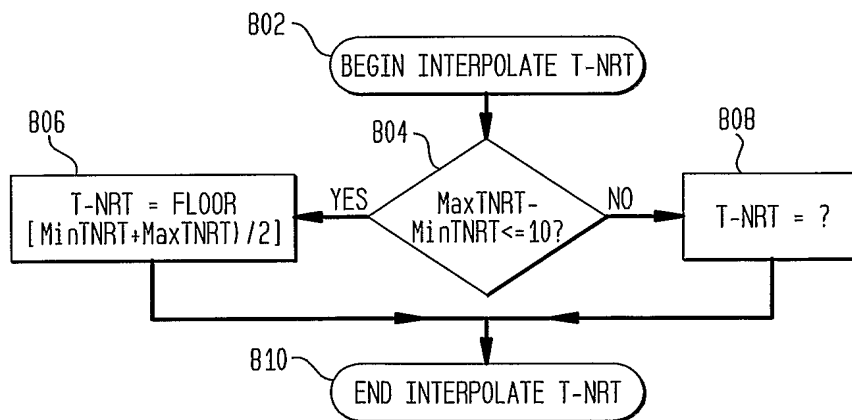 802
BEGIN INTERPOLATE T-NRT
804
806
808
T-NRT = FLOOR
[MinTNRT+MaxTNRT)/2]
YES
MaxTNRT-
MinTNRT<=10?
NO
T-NRT = ?
810
END INTERPOLATE T-NRT